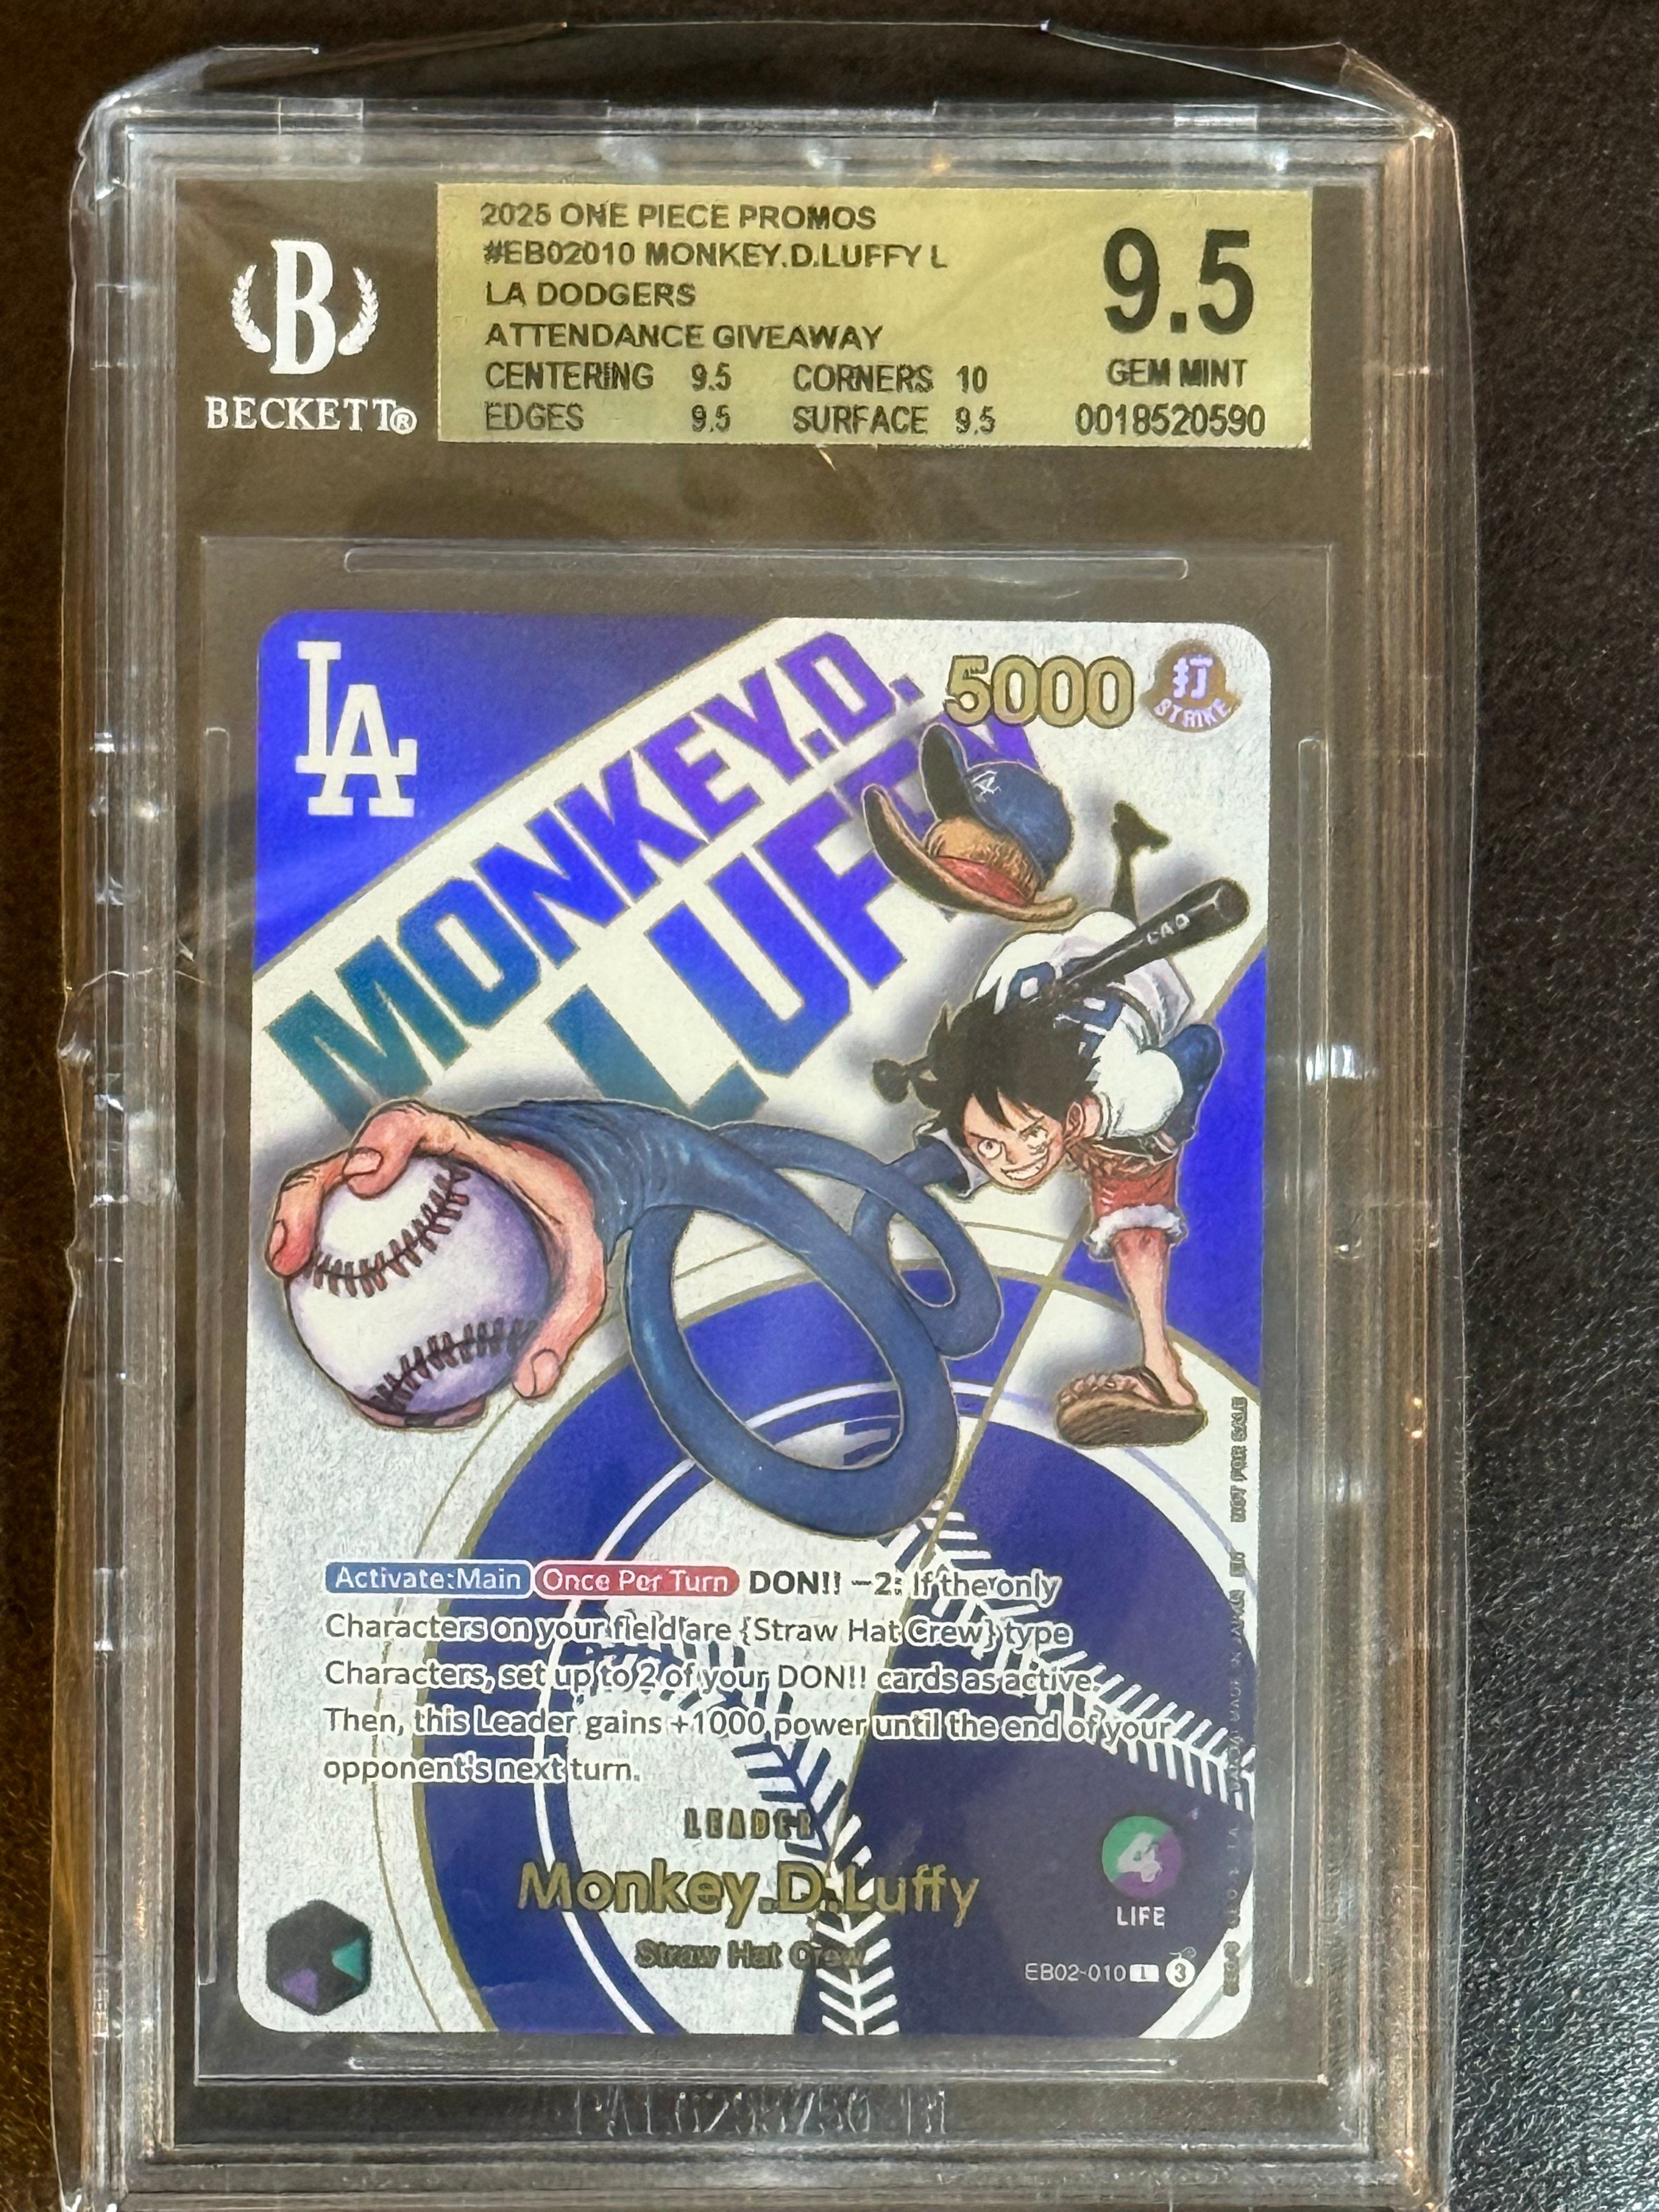 B
BECKETT®
2025 ONE PIECE PROMOS
#EB02010 MONKEY.D.LUFFY L
LA DODGERS
ATTENDANCE GIVEAWAY
CENTERING 9.5 CORNERS 10
EDGES 9.5 SURFACE 9.5
9.5
GEM MINT
0018520590
LA
MONKEY.D.
LUFFY
5000
打
STRIKE
NOT FOR SALE
Activate:Main Once Per Turn DON!! −2: If the only
Characters on your field are {Straw Hat Crew} type
Characters, set up to 2 of your DON!! cards as active.
Then, this Leader gains +1000 power until the end of your
opponent's next turn.
LEADER
Monkey.D.Luffy
Straw Hat Crew
4
LIFE
EB02-010 L 3